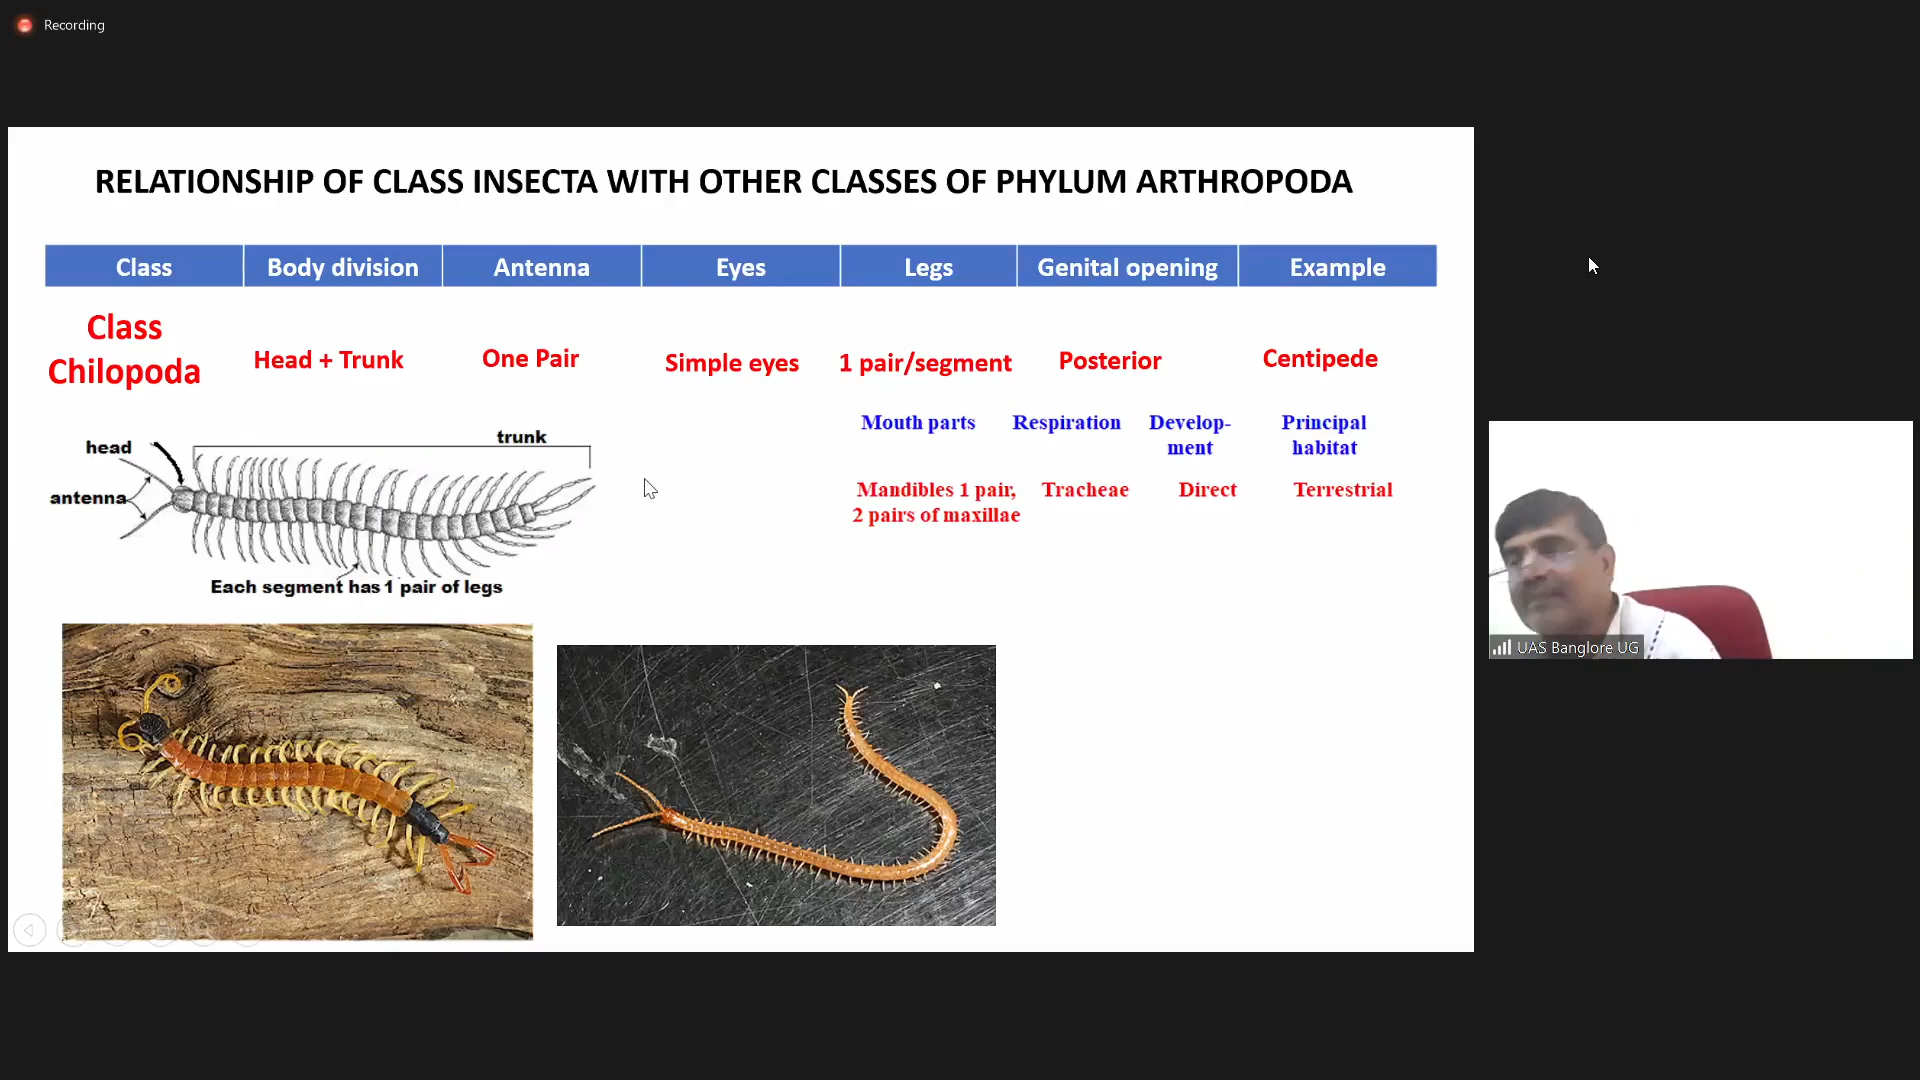 Recording
RELATIONSHIP OF CLASS INSECTA WITH OTHER CLASSES OF PHYLUM ARTHROPODA
Class Body division Antenna Eyes Legs Genital opening Example
Class
Chilopoda Head + Trunk One Pair Simple eyes 1 pair/segment Posterior Centipede
Mouth parts Respiration Develop- Principal
ment habitat
Mandibles 1 pair, Tracheae Direct Terrestrial
2 pairs of maxillae
trunk
head
antenna
Each segment has 1 pair of legs
UAS Banglore UG